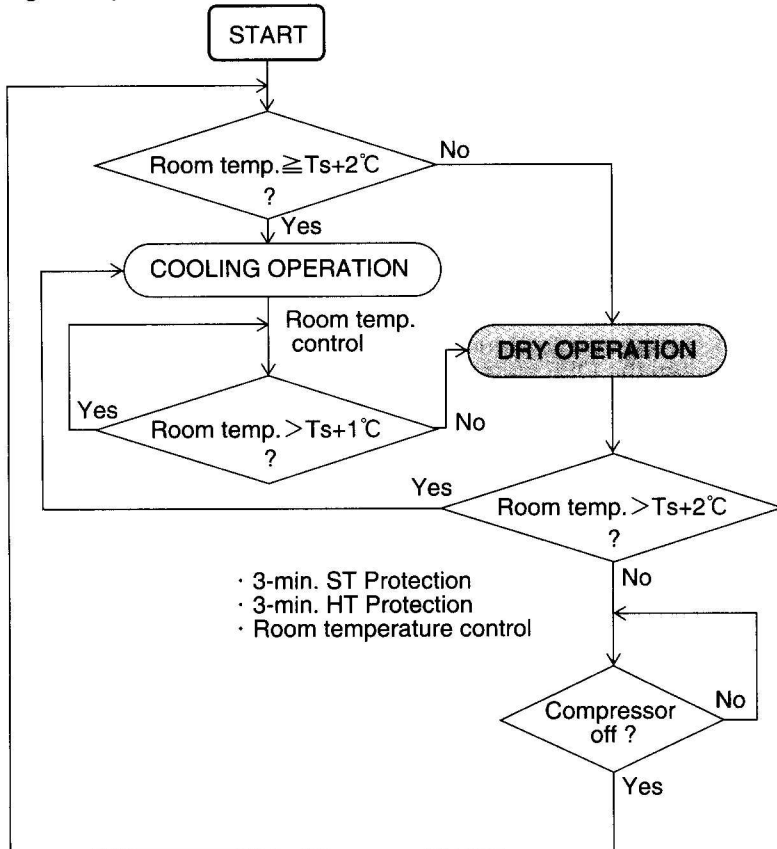 START
Room temp.≧Ts+2℃
?
No
Yes
COOLING OPERATION
Room temp.
control
DRY OPERATION
Yes
Room temp.>Ts+1℃
?
No
Yes
Room temp.>Ts+2℃
?
No
· 3-min. ST Protection
· 3-min. HT Protection
· Room temperature control
Compressor
off ?
No
Yes